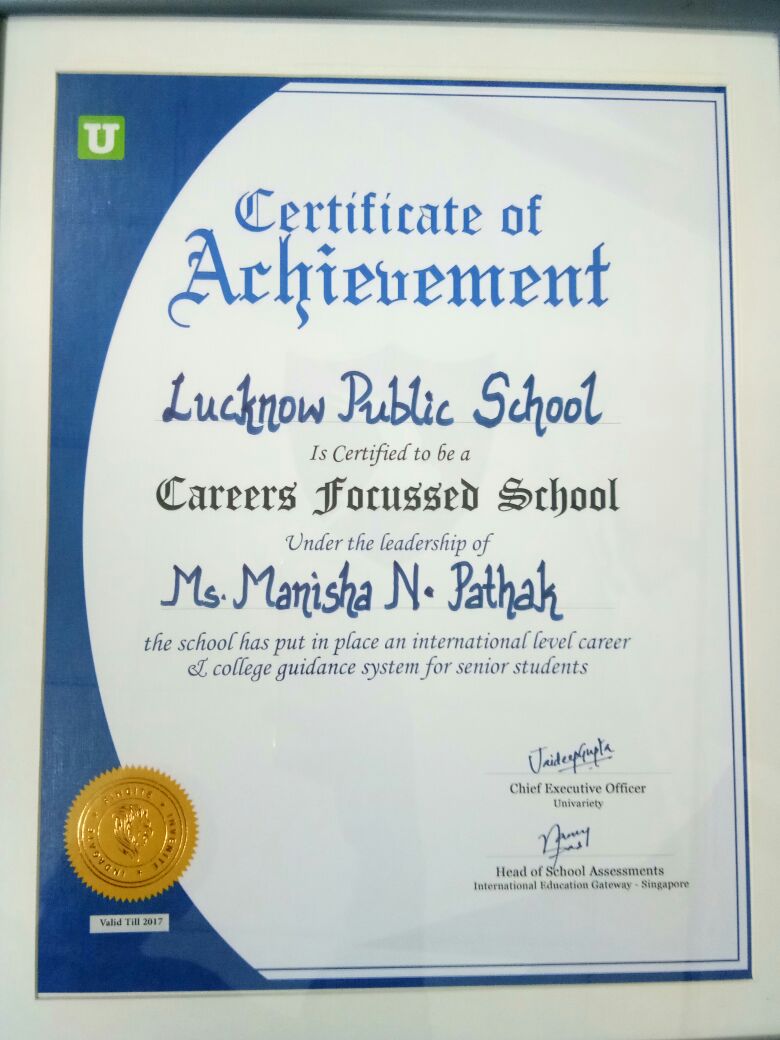 U
Certificate of
Achievement
Lucknow Public School
Is Certified to be a
Careers Focussed School
Under the leadership of
Ms. Manisha N. Pathak
the school has put in place an international level career
& college guidance system for senior students
JaideepGupta
Chief Executive Officer
Univariety
Head of School Assessments
International Education Gateway - Singapore
Valid Till 2017